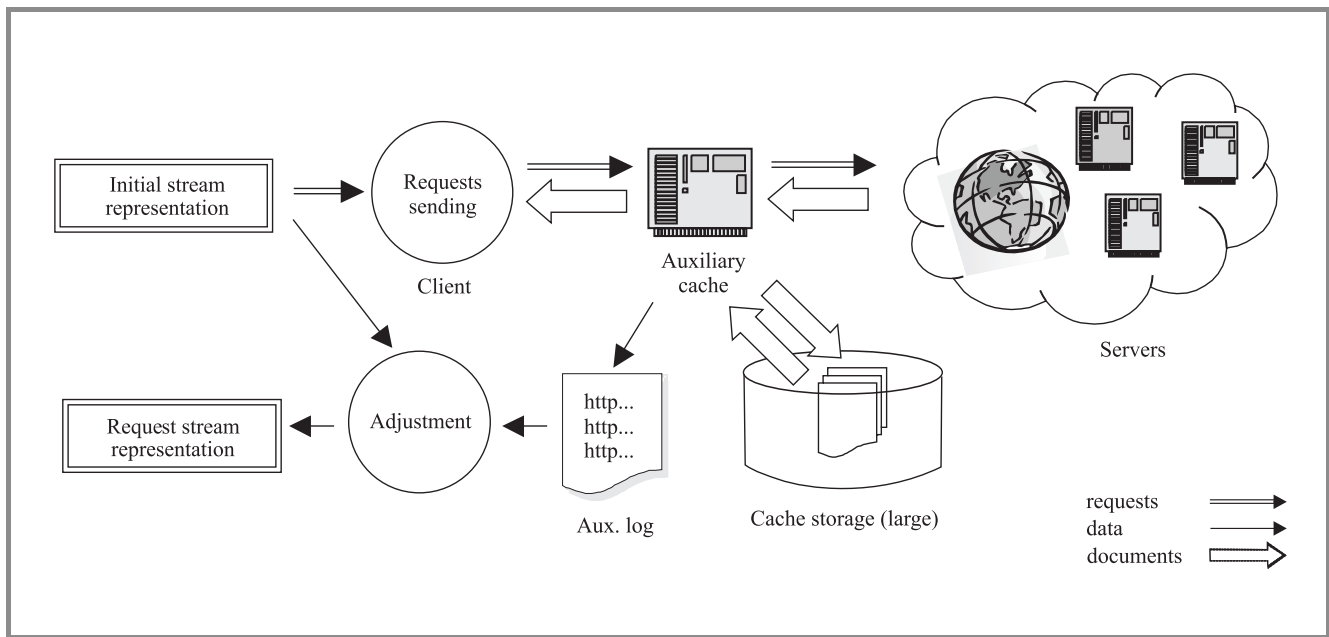 Initial stream
representation
Requests
sending
Client
Auxiliary
cache
Servers
Request stream
representation
Adjustment
http...
http...
http...
Aux. log
Cache storage (large)
requests
data
documents